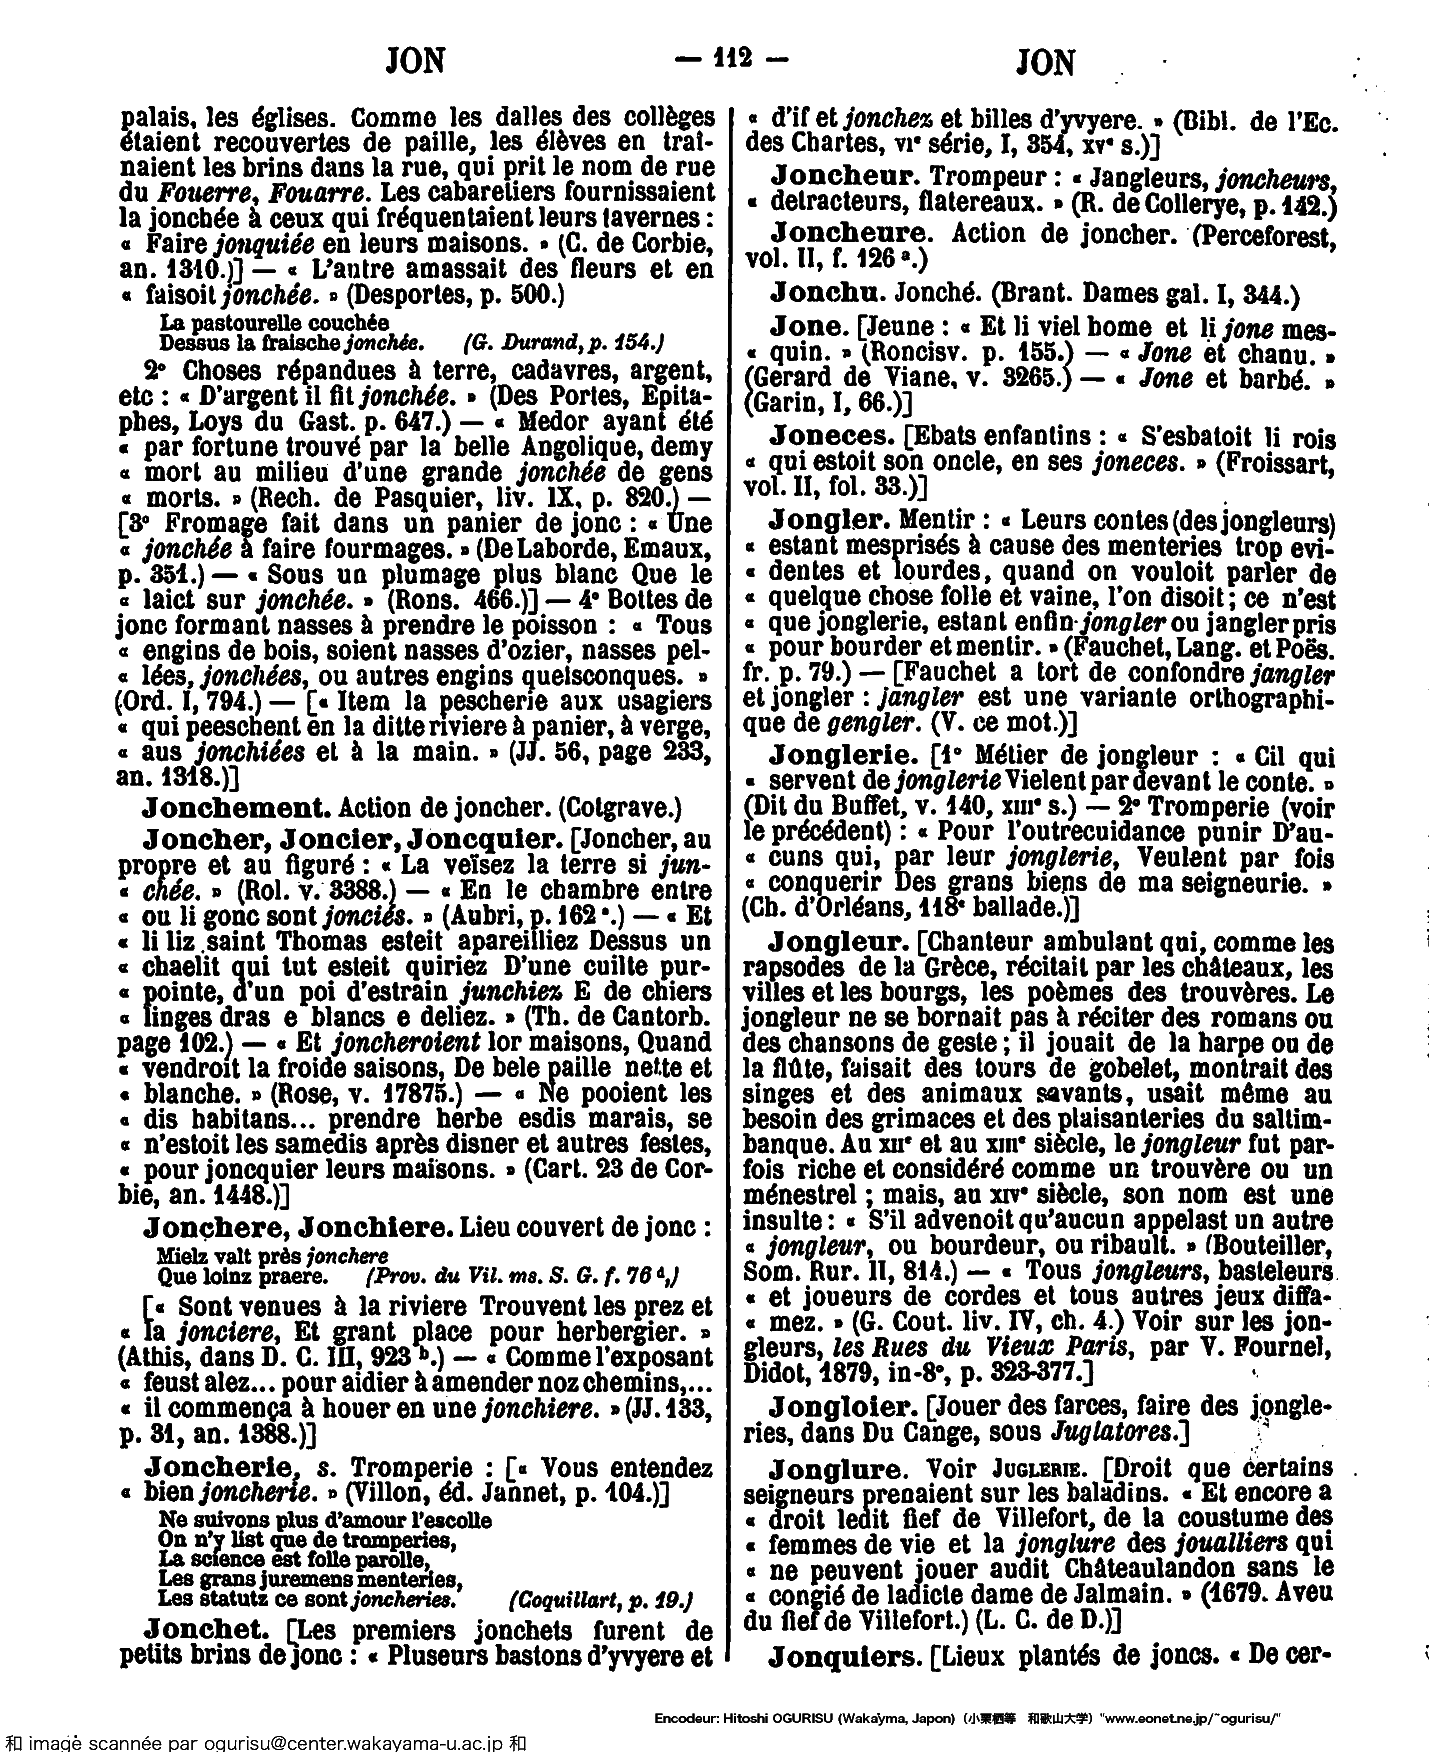 JON
— 112 —
JON
palais, les églises. Comme les dalles des collèges
étaient recouvertes de paille, les élèves en traî-
naient les brins dans la rue, qui prit le nom de rue
du Fouerre, Fouarre. Les cabaretiers fournissaient
la jonchée à ceux qui fréquentaient leurs tavernes :
« Faire jonquiée en leurs maisons. » (C. de Corbie,
an. 1310.)] — « L'autre amassait des fleurs et en
« faisoit jonchée. » (Desportes, p. 500.)
La pastourelle couchée
Dessus la fraische jonchée. (G. Durand, p. 154.)
2° Choses répandues à terre, cadavres, argent,
etc : « D'argent il fit jonchée. » (Des Portes, Epita-
phes, Loys du Gast. p. 647.) — « Medor ayant été
« par fortune trouvé par la belle Angolique, demy
« mort au milieu d'une grande jonchée de gens
« morts. » (Rech. de Pasquier, liv. IX, p. 820.) —
[3° Fromage fait dans un panier de jonc : « Une
« jonchée à faire fourmages. » (De Laborde, Emaux,
p. 351.) — « Sous un plumage plus blanc Que le
« laict sur jonchée. » (Rons. 466.)] — 4° Bottes de
jonc formant nasses à prendre le poisson : « Tous
« engins de bois, soient nasses d'ozier, nasses pel-
« lées, jonchées, ou autres engins quelsconques. »
(Ord. I, 794.) — [« Item la pescherie aux usagiers
« qui peeschent en la ditte riviere à panier, à verge,
« aus jonchiées et à la main. » (JJ. 56, page 233,
an. 1318.)]
Jonchement. Action de joncher. (Cotgrave.)
Joncher, Joncier, Joncquier. [Joncher, au
propre et au figuré : « La veïsez la terre si jun-
« chée. » (Rol. v. 3388.) — « En le chambre entre
« ou li gonc sont jonciés. » (Aubri, p. 162 ª.) — « Et
« li liz saint Thomas esteit apareilliez Dessus un
« chaelit qui tut esteit quiriez D'une cuilte pur-
« pointe, d'un poi d'estrain junchiez E de chiers
« linges dras e blancs e deliez. » (Th. de Cantorb.
page 102.) — « Et joncheroient lor maisons, Quand
« vendroit la froide saisons, De bele paille nette et
« blanche. » (Rose, v. 17875.) — « Ne pooient les
« dis habitans... prendre herbe esdis marais, se
« n'estoit les samedis après disner et autres festes,
« pour joncquier leurs maisons. » (Cart. 23 de Cor-
bie, an. 1448.)]
Jonchere, Jonchiere. Lieu couvert de jonc :
Mielz valt près jonchere
Que loinz praere. (Prov. du Vil. ms. S. G. f. 76 d,)
[« Sont venues à la riviere Trouvent les prez et
« la jonciere, Et grant place pour herbergier. »
(Athis, dans D. C. III, 923 b.) — « Comme l'exposant
« feust alez... pour aidier à amender noz chemins,...
« il commença à houer en une jonchiere. » (JJ. 133,
p. 31, an. 1388.)]
Joncherie, s. Tromperie : [« Vous entendez
« bien joncherie. » (Villon, éd. Jannet, p. 104.)]
Ne suivons plus d'amour l'escolle
On n'y list que de tromperies,
La science est folle parolle,
Les grans juremens menteries,
Les statutz ce sont joncheries. (Coquillart, p. 19.)
Jonchet. [Les premiers jonchets furent de
petits brins de jonc : « Pluseurs bastons d'yvyere et
« d'if et jonchez et billes d'yvyere. » (Bibl. de l'Ec.
des Chartes, VIe série, I, 354, XVe s.)]
Joncheur. Trompeur : « Jangleurs, joncheurs,
« detracteurs, flatereaux. » (R. de Collerye, p. 142.)
Joncheure. Action de joncher. (Perceforest,
vol. II, f. 126 ª.)
Jonchu. Jonché. (Brant. Dames gal. I, 344.)
Jone. [Jeune : « Et li viel home et li jone mes-
« quin. » (Roncisv. p. 155.) — « Jone et chanu. »
(Gerard de Viane, v. 3265.) — « Jone et barbé. »
(Garin, I, 66.)]
Joneces. [Ebats enfantins : « S'esbatoit li rois
« qui estoit son oncle, en ses joneces. » (Froissart,
vol. II, fol. 33.)]
Jongler. Mentir : « Leurs contes (des jongleurs)
« estant mesprisés à cause des menteries trop evi-
« dentes et lourdes, quand on vouloit parler de
« quelque chose folle et vaine, l'on disoit ; ce n'est
« que jonglerie, estant enfin jongler ou jangler pris
« pour bourder et mentir. » (Fauchet, Lang. et Poës.
fr. p. 79.) — [Fauchet a tort de confondre jangler
et jongler : jangler est une variante orthographi-
que de gengler. (V. ce mot.)]
Jonglerie. [1° Métier de jongleur : « Cil qui
« servent de jonglerie Vielent par devant le conte. »
(Dit du Buffet, v. 140, XIIIe s.) — 2° Tromperie (voir
le précédent) : « Pour l'outrecuidance punir D'au-
« cuns qui, par leur jonglerie, Veulent par fois
« conquerir Des grans biens de ma seigneurie. »
(Ch. d'Orléans, 118e ballade.)]
Jongleur. [Chanteur ambulant qui, comme les
rapsodes de la Grèce, récitait par les châteaux, les
villes et les bourgs, les poèmes des trouvères. Le
jongleur ne se bornait pas à réciter des romans ou
des chansons de geste ; il jouait de la harpe ou de
la flûte, faisait des tours de gobelet, montrait des
singes et des animaux savants, usait même au
besoin des grimaces et des plaisanteries du saltim-
banque. Au XIIe et au XIIIe siècle, le jongleur fut par-
fois riche et considéré comme un trouvère ou un
ménestrel ; mais, au XIVe siècle, son nom est une
insulte : « S'il advenoit qu'aucun appelast un autre
« jongleur, ou bourdeur, ou ribault. » (Bouteiller,
Som. Rur. II, 814.) — « Tous jongleurs, basteleurs
« et joueurs de cordes et tous autres jeux diffa-
« mez. » (G. Cout. liv. IV, ch. 4.) Voir sur les jon-
gleurs, les Rues du Vieux Paris, par V. Fournel,
Didot, 1879, in-8°, p. 323-377.]
Jongloier. [Jouer des farces, faire des jongle-
ries, dans Du Cange, sous Juglatores.]
Jonglure. Voir JUGLERIE. [Droit que certains
seigneurs prenaient sur les baladins. « Et encore a
« droit ledit fief de Villefort, de la coustume des
« femmes de vie et la jonglure des joualliers qui
« ne peuvent jouer audit Châteaulandon sans le
« congié de ladicte dame de Jalmain. » (1679. Aveu
du fief de Villefort.) (L. C. de D.)]
Jonquiers. [Lieux plantés de joncs. « De cer-
Encodeur: Hitoshi OGURISU (Wakayma, Japon) (小栗栖等 和歌山大学) "www.eonet.ne.jp/~ogurisu/"
和 image scannée par ogurisu@center.wakayama-u.ac.jp 和